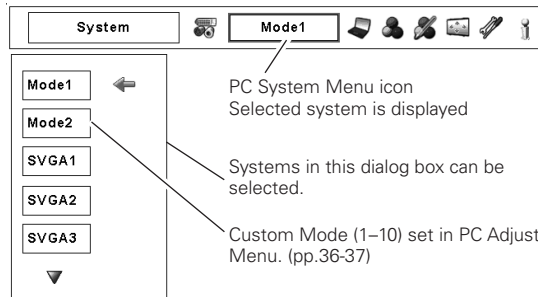 System
Mode1
Mode1
PC System Menu icon
Selected system is displayed
Mode2
SVGA1
Systems in this dialog box can be
selected.
SVGA2
SVGA3
Custom Mode (1–10) set in PC Adjust
Menu. (pp.36-37)